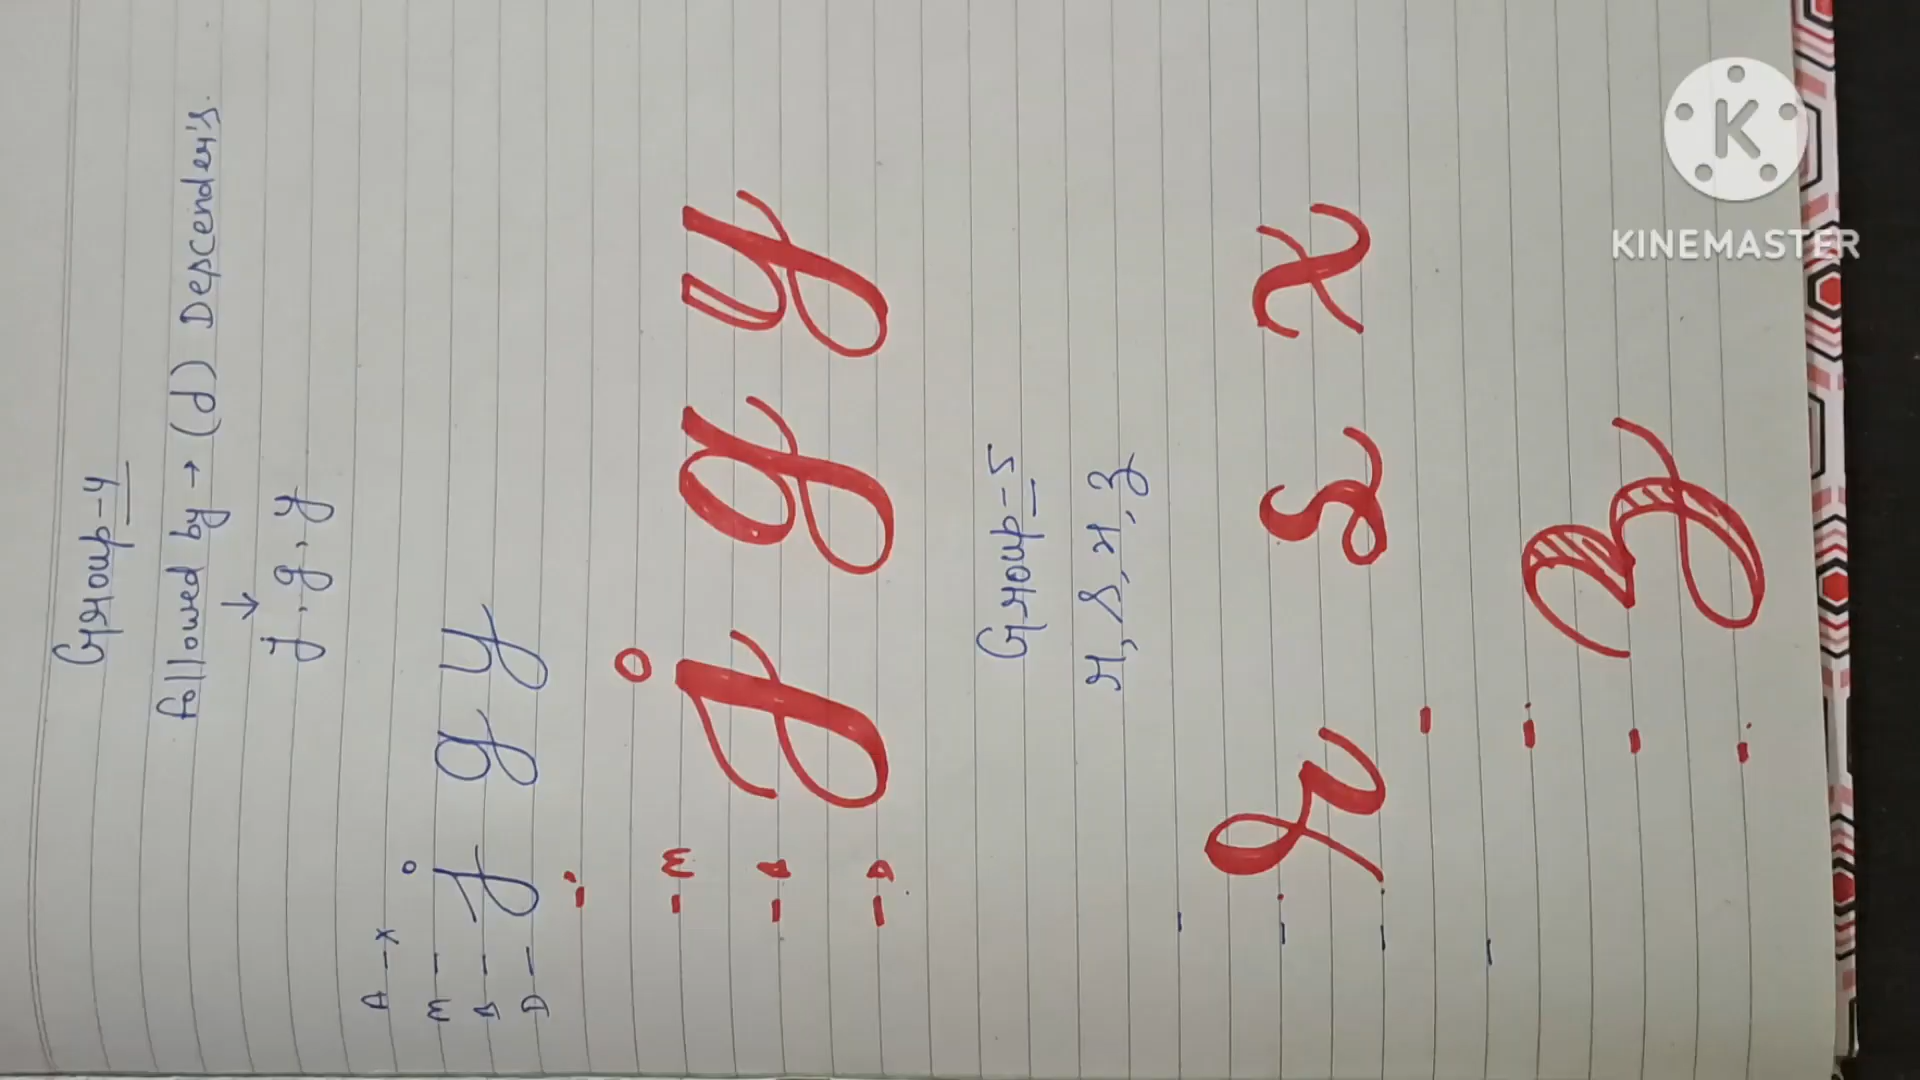 Group-4
followed by → (d) Descender's.
↓
j, g, y
A -x
M -
B - j g y
D -
- M
- B j g y
- D
Group-5
r, s, x, z
r s x
z
K
KINEMASTER